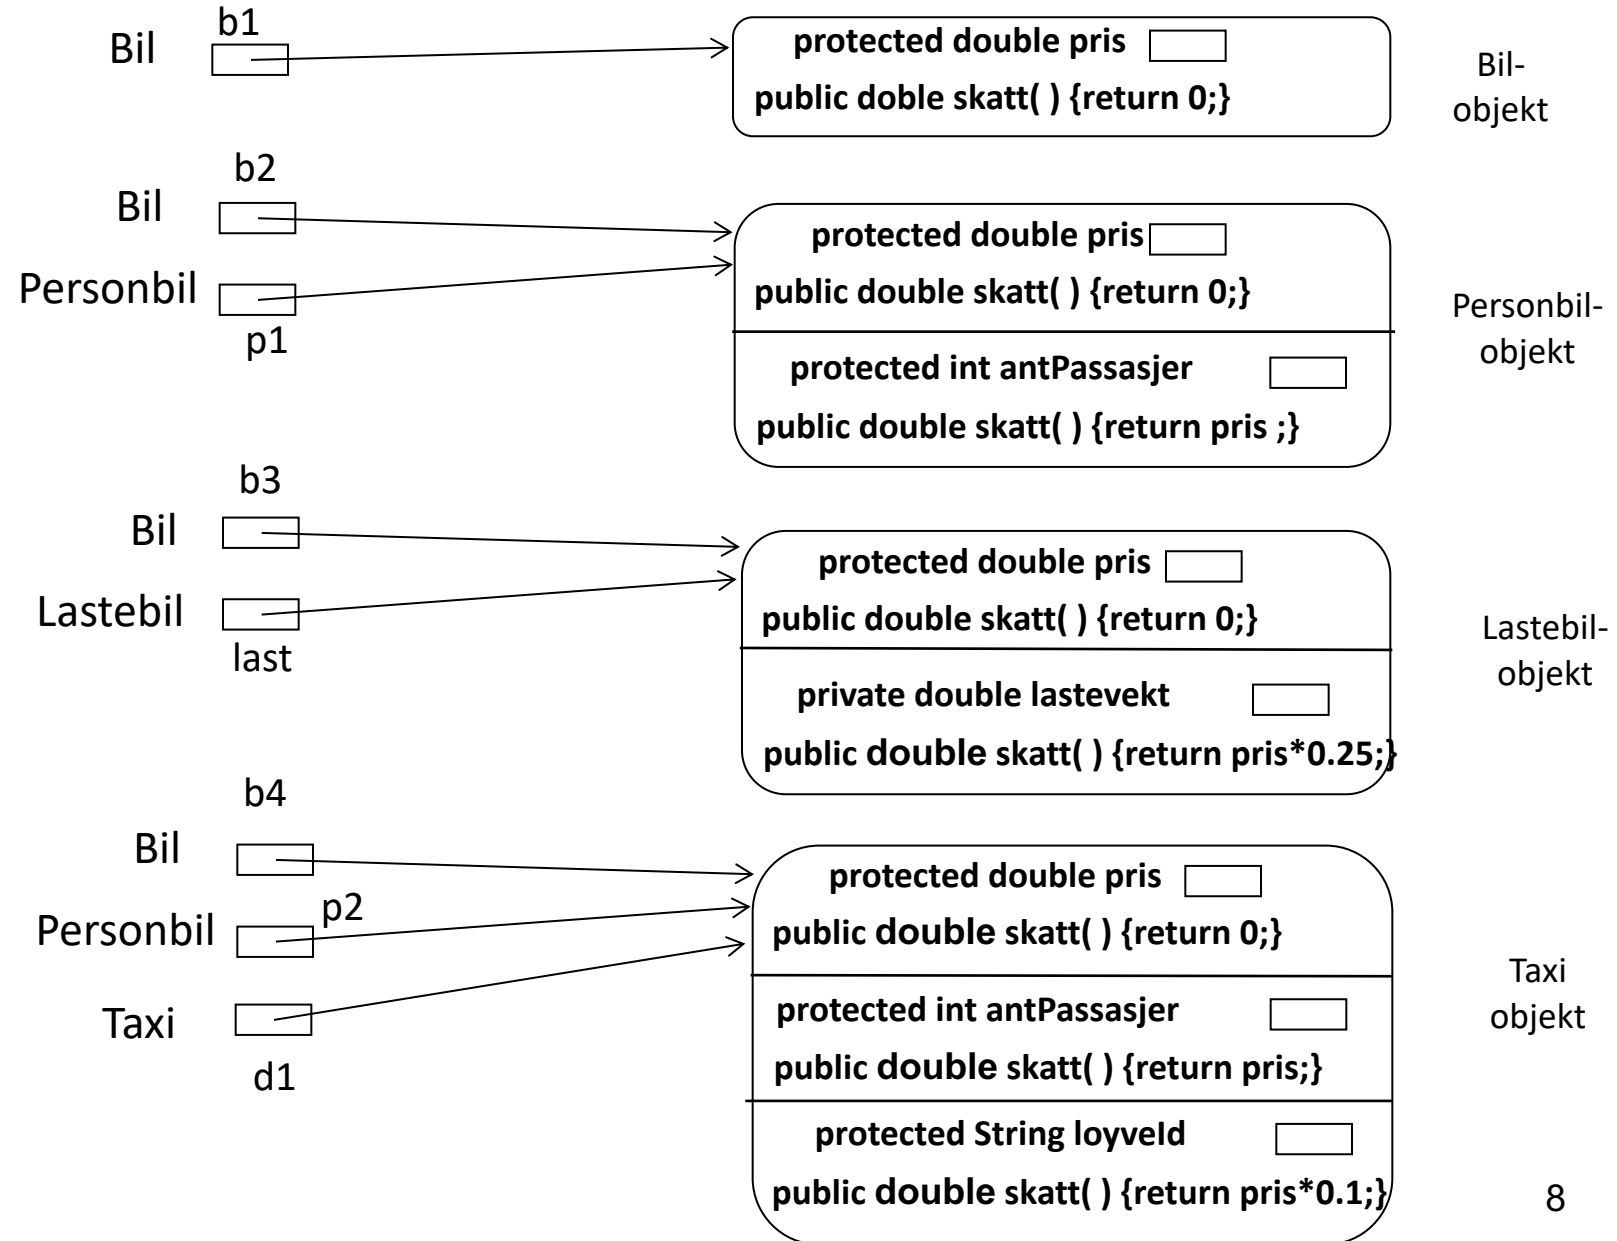 b1
Bil
protected double pris
public doble skatt( ) {return 0;}
Bil-
objekt
b2
Bil
Personbil
p1
protected double pris
public double skatt( ) {return 0;}
protected int antPassasjer
public double skatt( ) {return pris ;}
Personbil-
objekt
b3
Bil
Lastebil
last
protected double pris
public double skatt( ) {return 0;}
private double lastevekt
public double skatt( ) {return pris*0.25;}
Lastebil-
objekt
b4
Bil
Personbil
p2
Taxi
d1
protected double pris
public double skatt( ) {return 0;}
protected int antPassasjer
public double skatt( ) {return pris;}
protected String loyveId
public double skatt( ) {return pris*0.1;}
Taxi
objekt
8